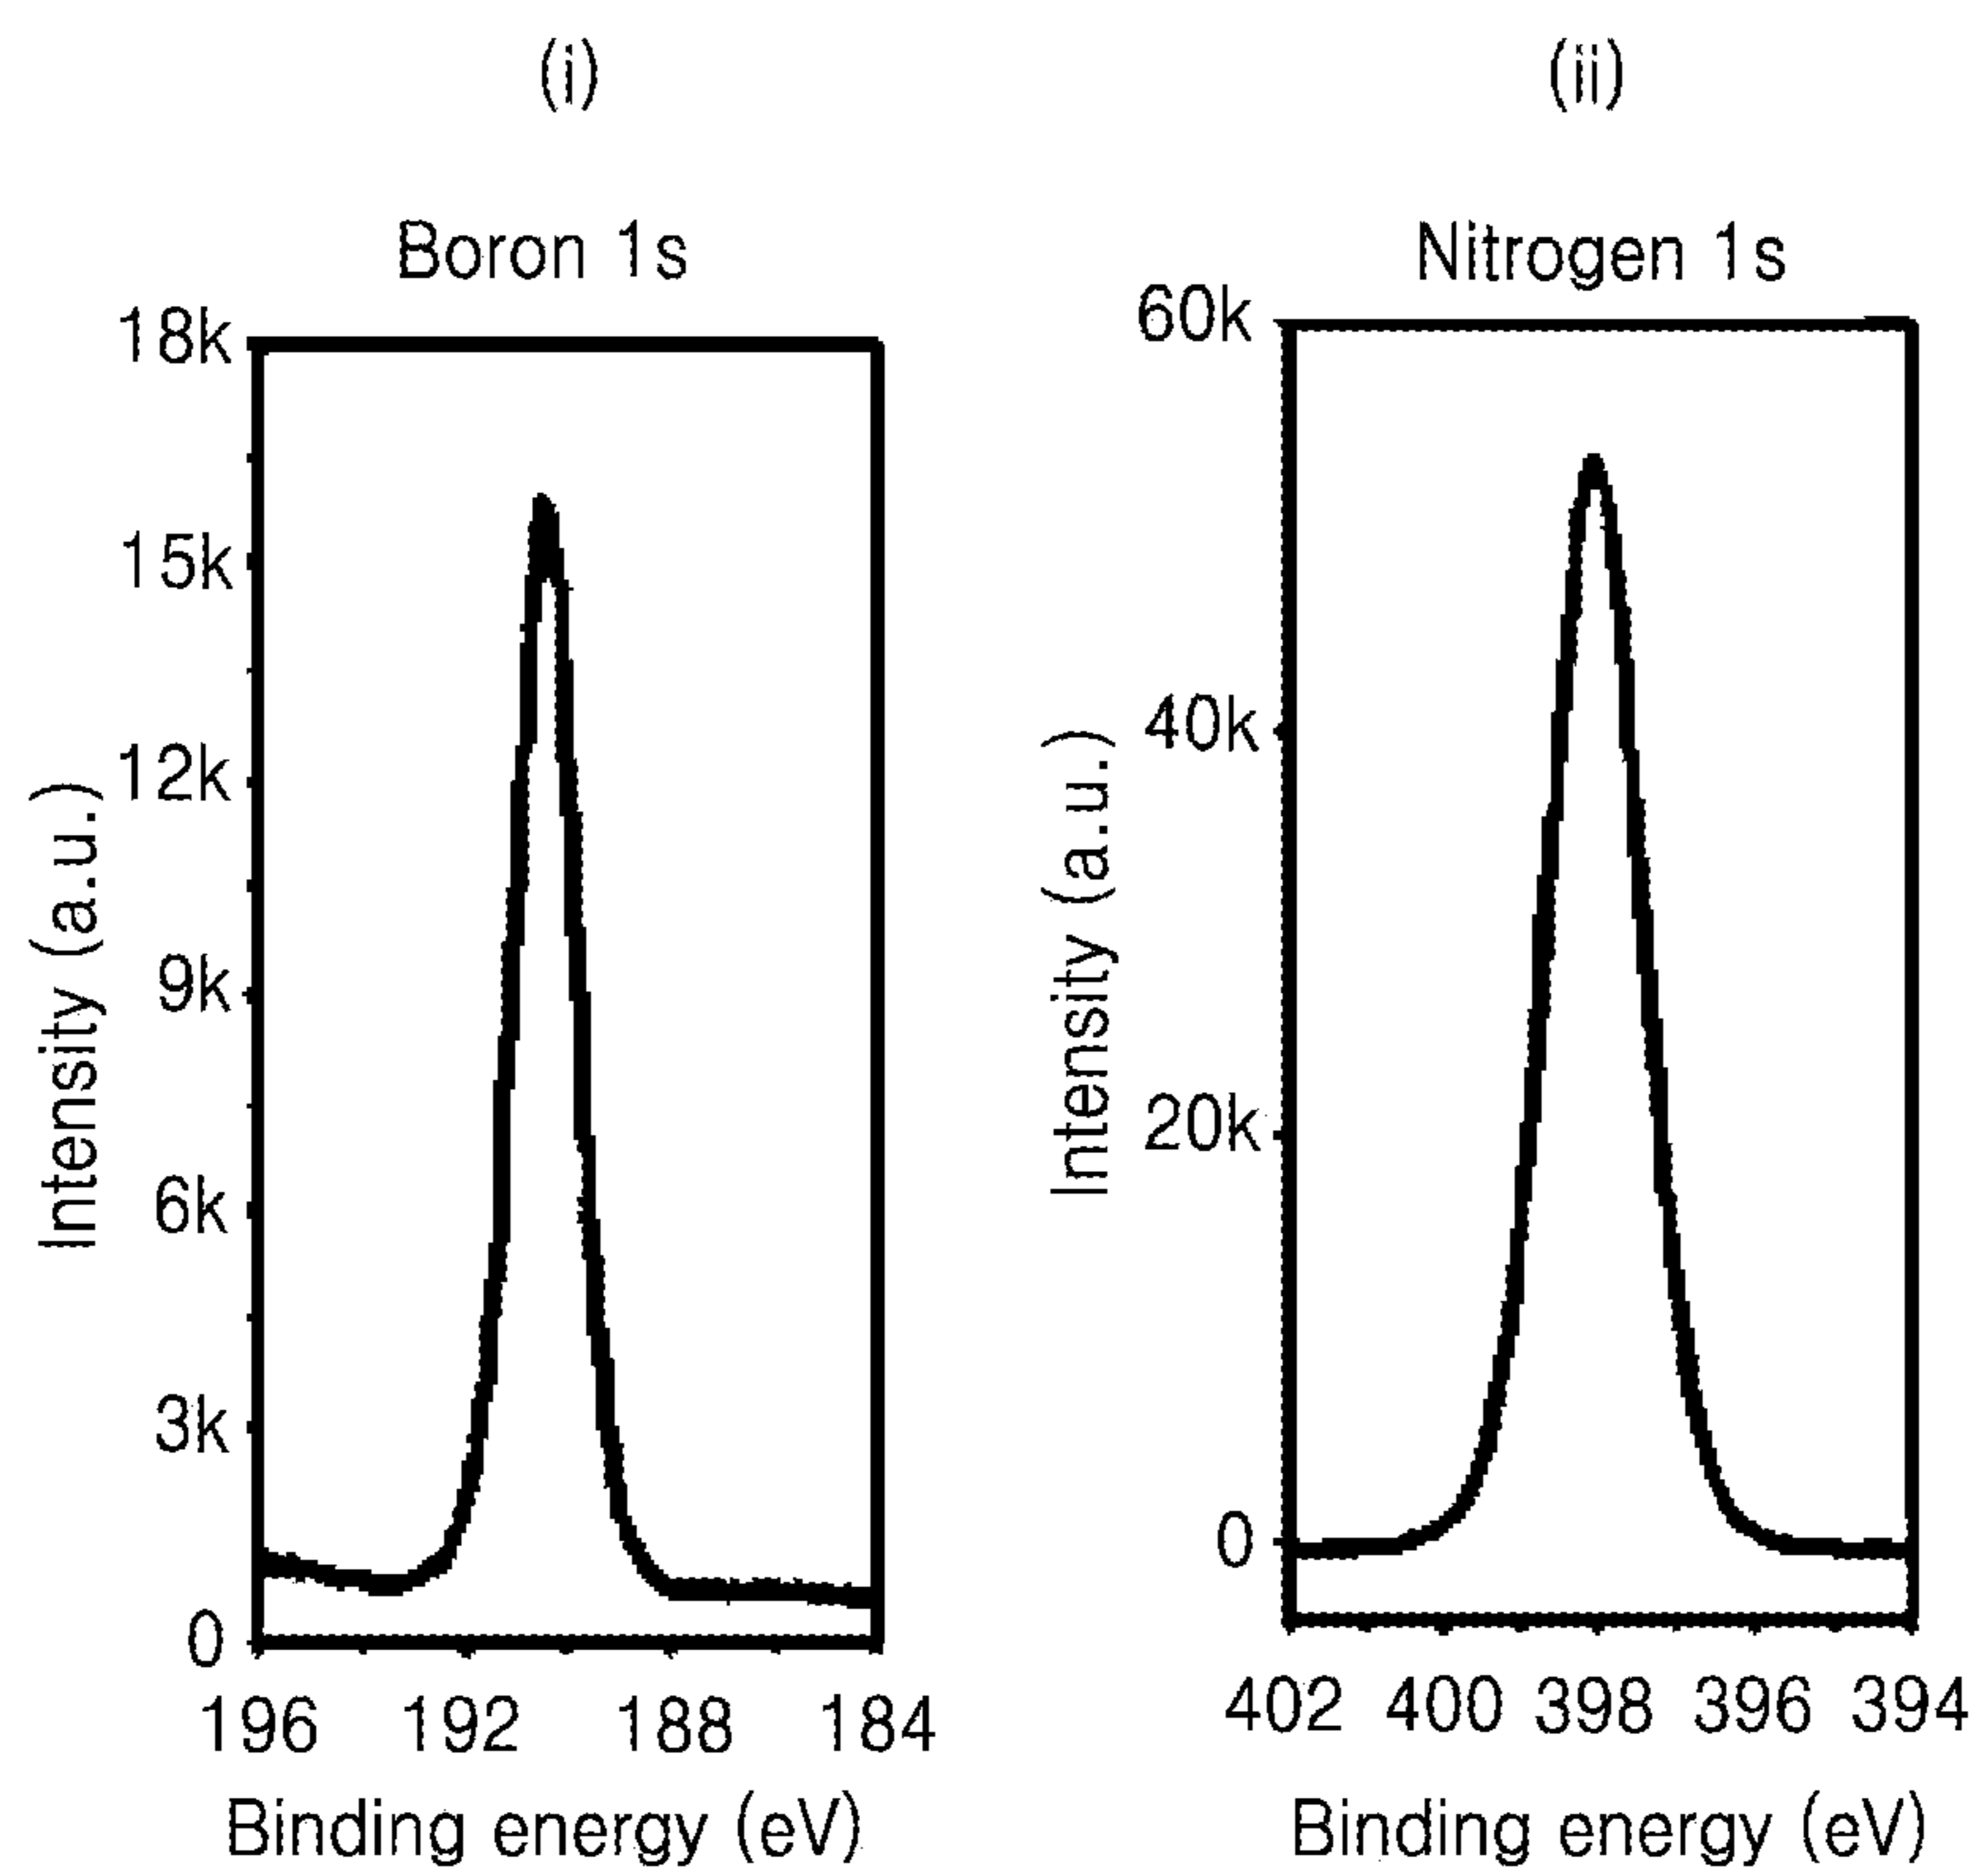 (i)
Boron 1s
18k
15k
12k
9k
6k
3k
0
Intensity (a.u.)
196 192 188 184
Binding energy (eV)
(ii)
Nitrogen 1s
60k
40k
20k
0
Intensity (a.u.)
402 400 398 396 394
Binding energy (eV)